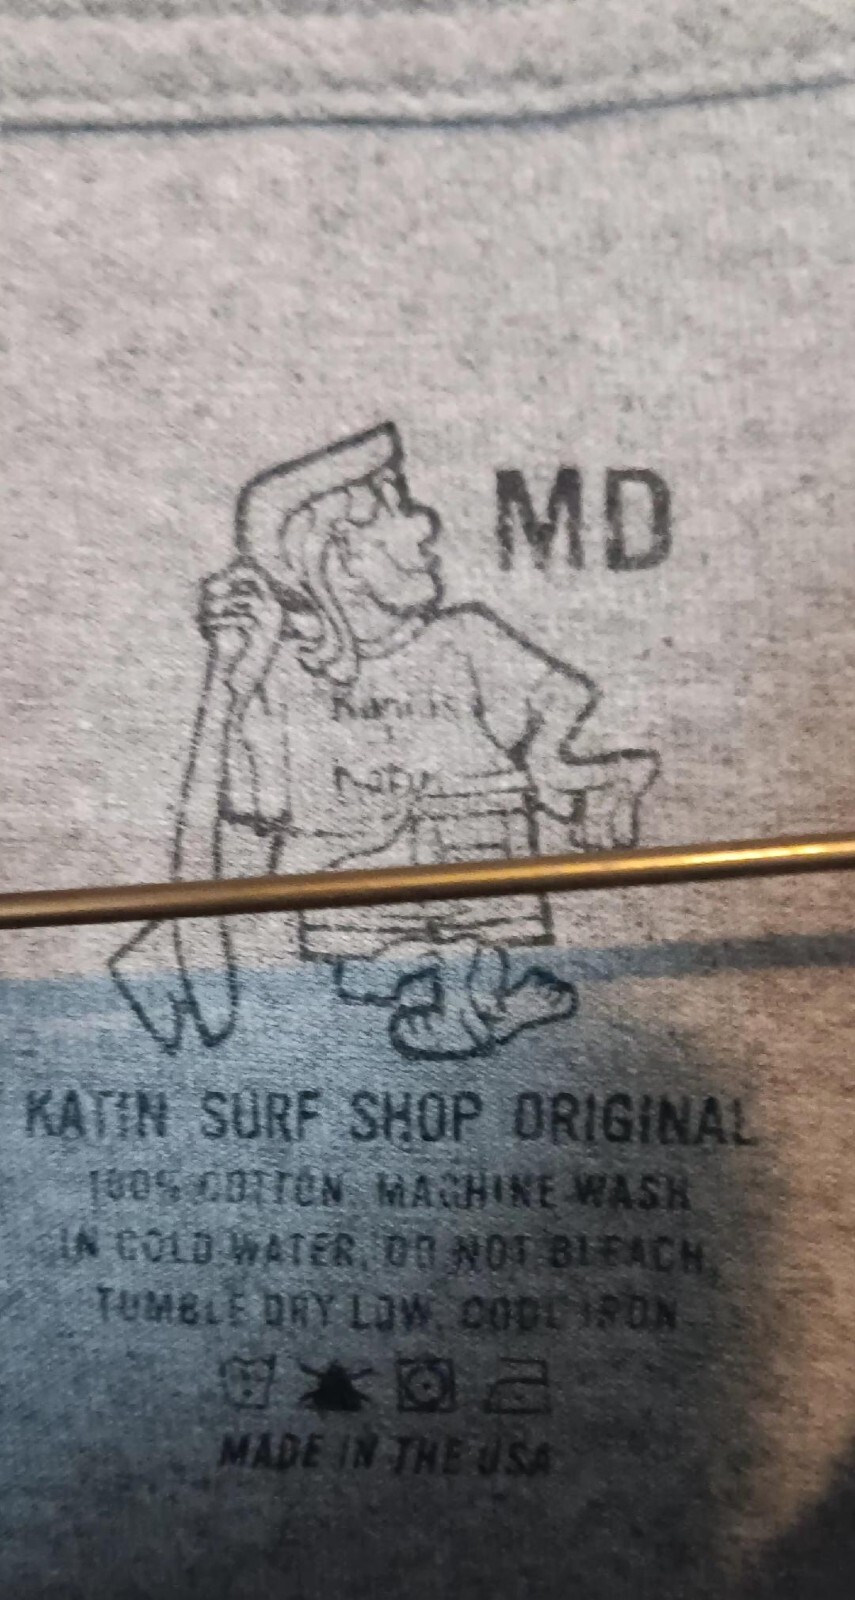 MD
KATIN SURF SHOP ORIGINAL
100% COTTON. MACHINE WASH
IN COLD WATER, DO NOT BLEACH,
TUMBLE DRY LOW, COOL IRON
MADE IN THE USA